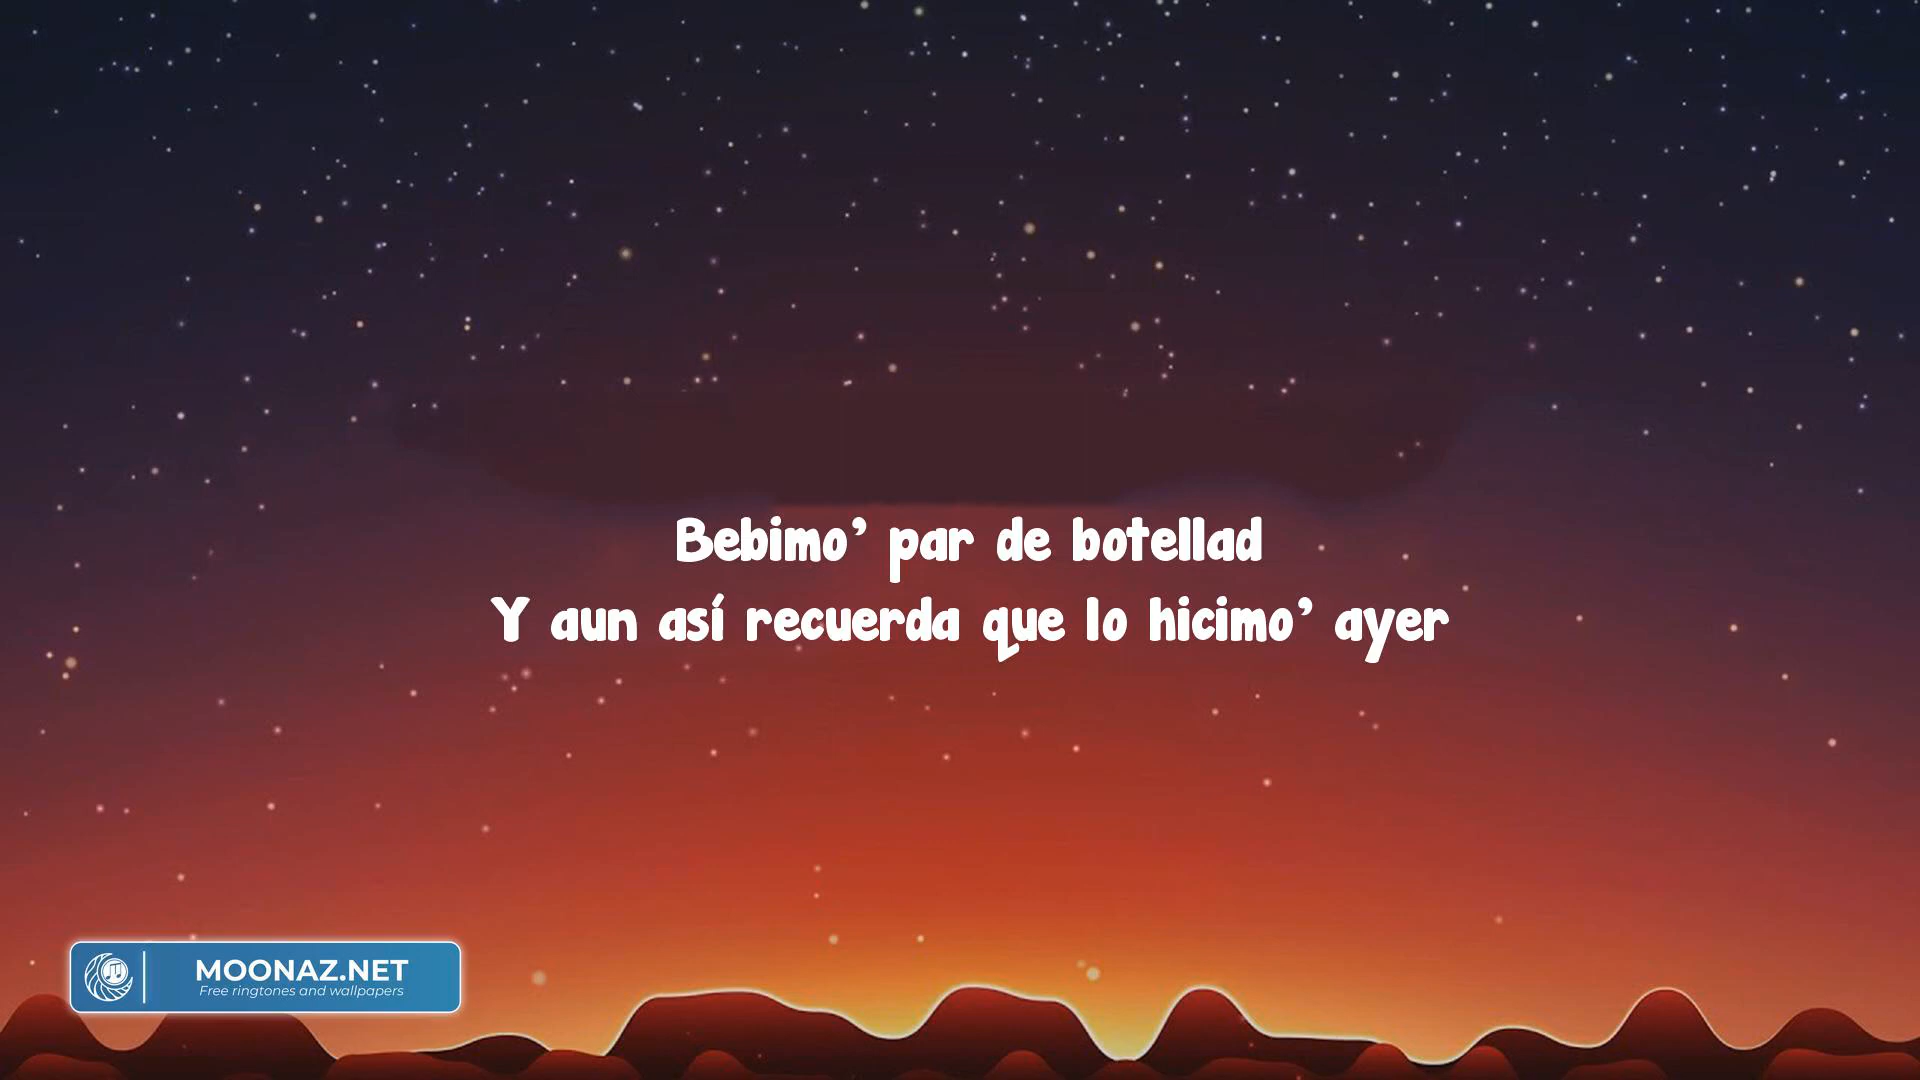 Bebimo’ par de botellad
Y aun así recuerda que lo hicimo’ ayer
MOONAZ.NET
Free ringtones and wallpapers